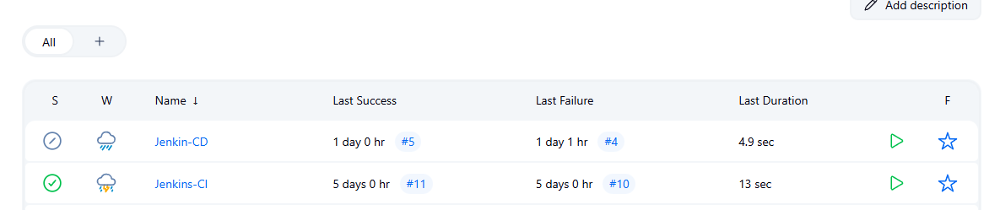 Add description
All +
S W Name ↓ Last Success Last Failure Last Duration F
Jenkin-CD 1 day 0 hr #5 1 day 1 hr #4 4.9 sec
Jenkins-CI 5 days 0 hr #11 5 days 0 hr #10 13 sec